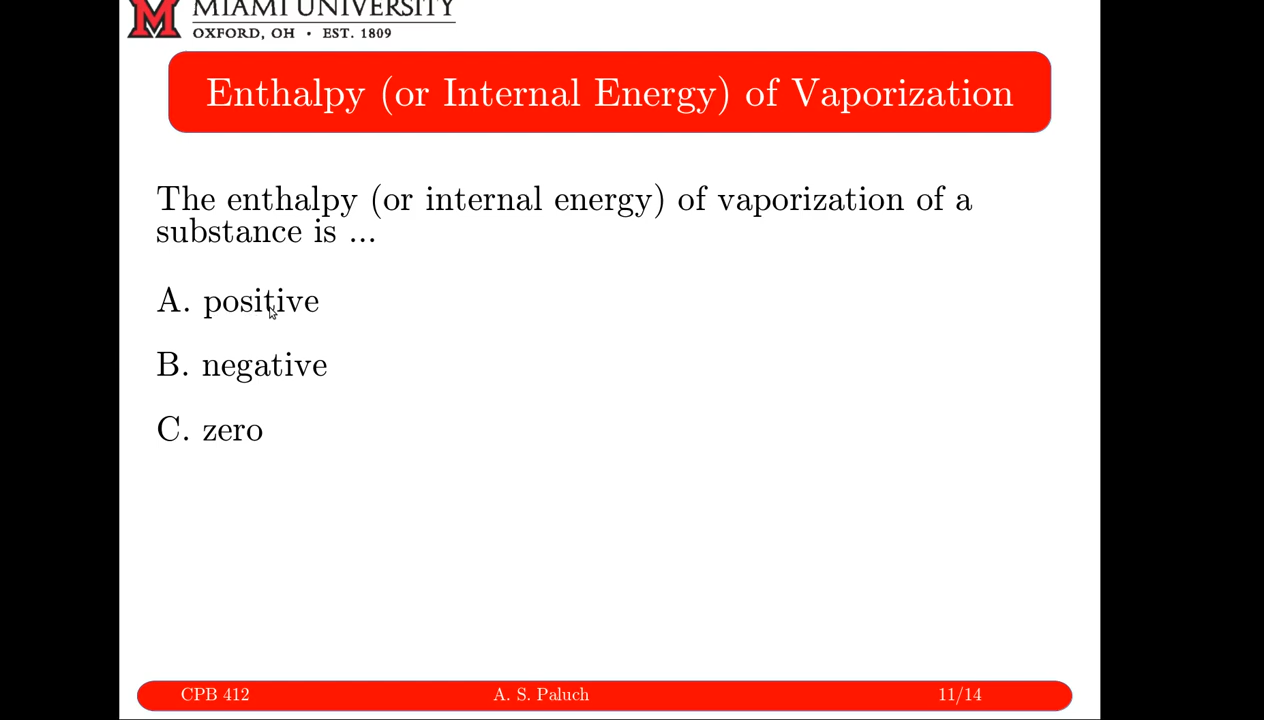 MIAMI UNIVERSITY
OXFORD, OH • EST. 1809
Enthalpy (or Internal Energy) of Vaporization
The enthalpy (or internal energy) of vaporization of a
substance is ...
A. positive
B. negative
C. zero
CPB 412 A. S. Paluch 11/14